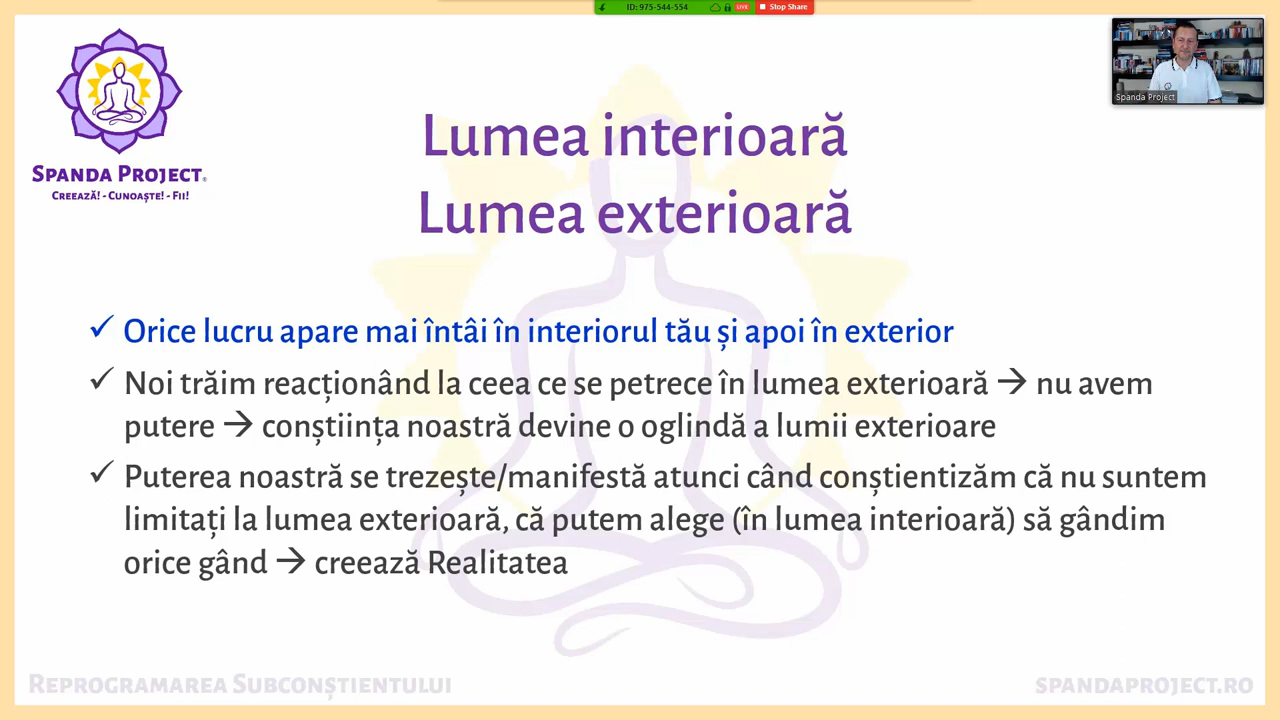 ID: 975-544-554
LIVE
Stop Share
Spanda Project
SPANDA PROJECT®
CREEAZĂ! - CUNOAȘTE! - FII!
Lumea interioară
Lumea exterioară
✓ Orice lucru apare mai întâi în interiorul tău și apoi în exterior
✓ Noi trăim reacționând la ceea ce se petrece în lumea exterioară → nu avem
putere → conștiința noastră devine o oglindă a lumii exterioare
✓ Puterea noastră se trezește/manifestă atunci când conștientizăm că nu suntem
limitați la lumea exterioară, că putem alege (în lumea interioară) să gândim
orice gând → creează Realitatea
REPROGRAMAREA SUBCONȘTIENTULUI
SPANDAPROJECT.RO